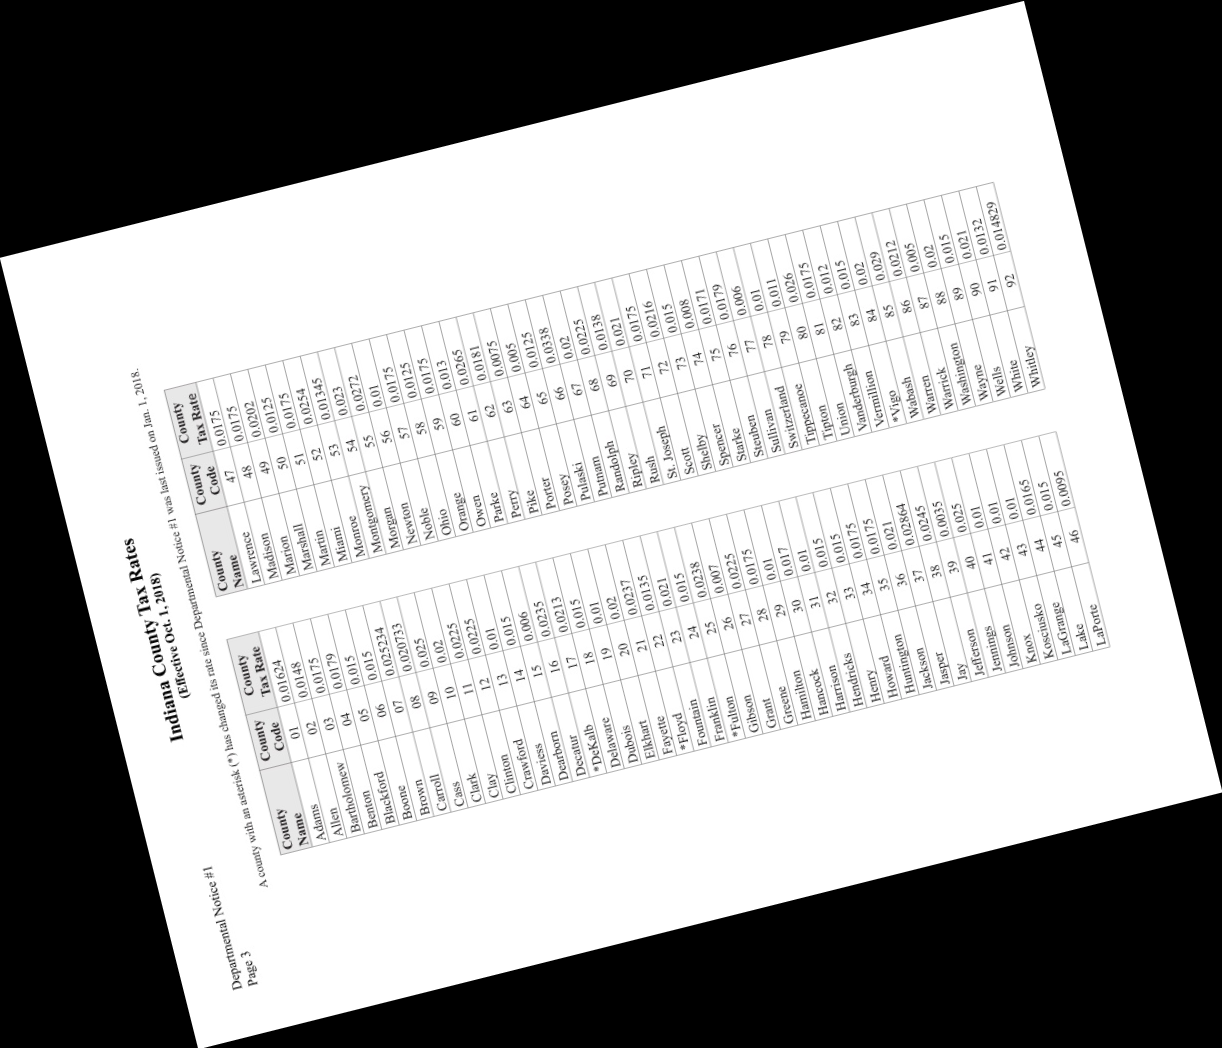 Departmental Notice #1
Page 3
Indiana County Tax Rates
(Effective Oct. 1, 2018)
A county with an asterisk (*) has changed its rate since Departmental Notice #1 was last issued on Jan. 1, 2018.
County Name County Code County Tax Rate
Adams 01 0.01624
Allen 02 0.0148
Bartholomew 03 0.0175
Benton 04 0.0179
Blackford 05 0.015
Boone 06 0.015
Brown 07 0.025234
Carroll 08 0.020733
Cass 09 0.025
Clark 10 0.02
Clay 11 0.0225
Clinton 12 0.0225
Crawford 13 0.01
Daviess 14 0.015
Dearborn 15 0.006
Decatur 16 0.0235
*DeKalb 17 0.0213
Delaware 18 0.015
Dubois 19 0.01
Elkhart 20 0.02
Fayette 21 0.0237
*Floyd 22 0.0135
Fountain 23 0.021
Franklin 24 0.015
*Fulton 25 0.0238
Gibson 26 0.007
Grant 27 0.0225
Greene 28 0.0175
Hamilton 29 0.01
Hancock 30 0.017
Harrison 31 0.01
Hendricks 32 0.015
Henry 33 0.015
Howard 34 0.0175
Huntington 35 0.0175
Jackson 36 0.021
Jasper 37 0.02864
Jay 38 0.0245
Jefferson 39 0.0035
Jennings 40 0.025
Johnson 41 0.01
Knox 42 0.01
Kosciusko 43 0.01
LaGrange 44 0.0165
Lake 45 0.015
LaPorte 46 0.0095
County Name County Code County Tax Rate
Lawrence 47 0.0175
Madison 48 0.0175
Marion 49 0.0202
Marshall 50 0.0125
Martin 51 0.0175
Miami 52 0.0254
Monroe 53 0.01345
Montgomery 54 0.023
Morgan 55 0.0272
Newton 56 0.01
Noble 57 0.0175
Ohio 58 0.0125
Orange 59 0.0175
Owen 60 0.013
Parke 61 0.0265
Perry 62 0.0181
Pike 63 0.0075
Porter 64 0.005
Posey 65 0.0125
Pulaski 66 0.0338
Putnam 67 0.02
Randolph 68 0.0225
Ripley 69 0.0138
Rush 70 0.021
St. Joseph 71 0.0175
Scott 72 0.0216
Shelby 73 0.015
Spencer 74 0.008
Starke 75 0.0171
Steuben 76 0.0179
Sullivan 77 0.006
Switzerland 78 0.01
Tippecanoe 79 0.011
Tipton 80 0.026
Union 81 0.0175
Vanderburgh 82 0.012
Vermillion 83 0.015
*Vigo 84 0.02
Wabash 85 0.029
Warren 86 0.0212
Warrick 87 0.005
Washington 88 0.02
Wayne 89 0.015
Wells 90 0.021
White 91 0.0132
Whitley 92 0.014829